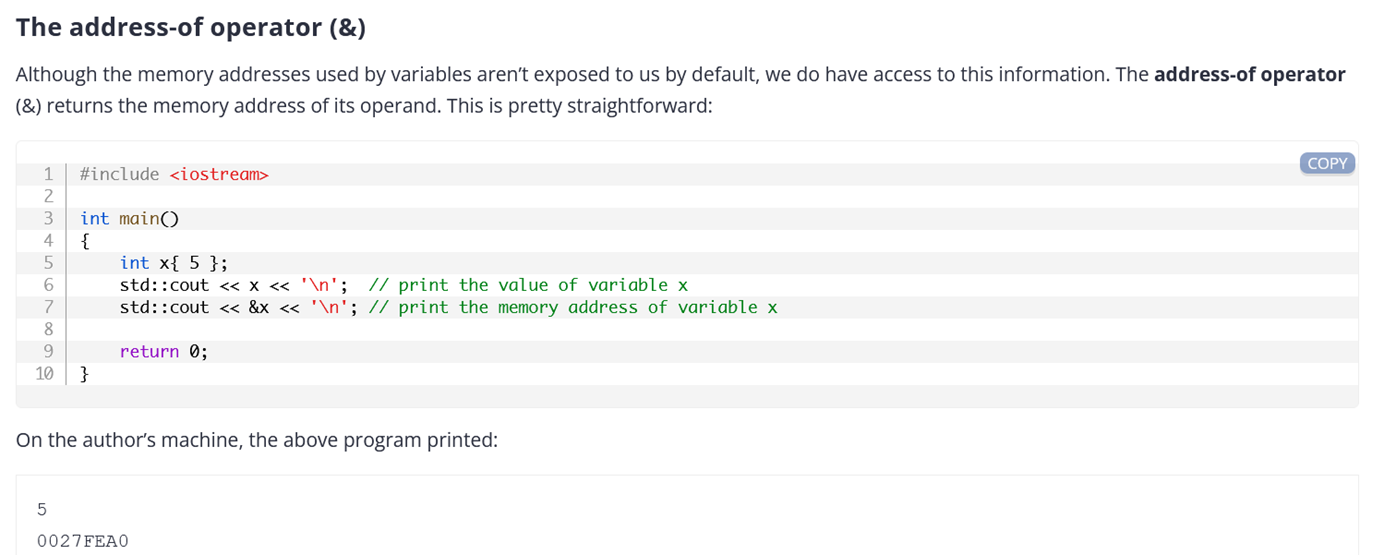 The address-of operator (&)
Although the memory addresses used by variables aren’t exposed to us by default, we do have access to this information. The address-of operator
(&) returns the memory address of its operand. This is pretty straightforward:
COPY
1 #include <iostream>
2
3 int main()
4 {
5     int x{ 5 };
6     std::cout << x << '\n';  // print the value of variable x
7     std::cout << &x << '\n'; // print the memory address of variable x
8
9     return 0;
10 }
On the author’s machine, the above program printed:
5
0027FEA0